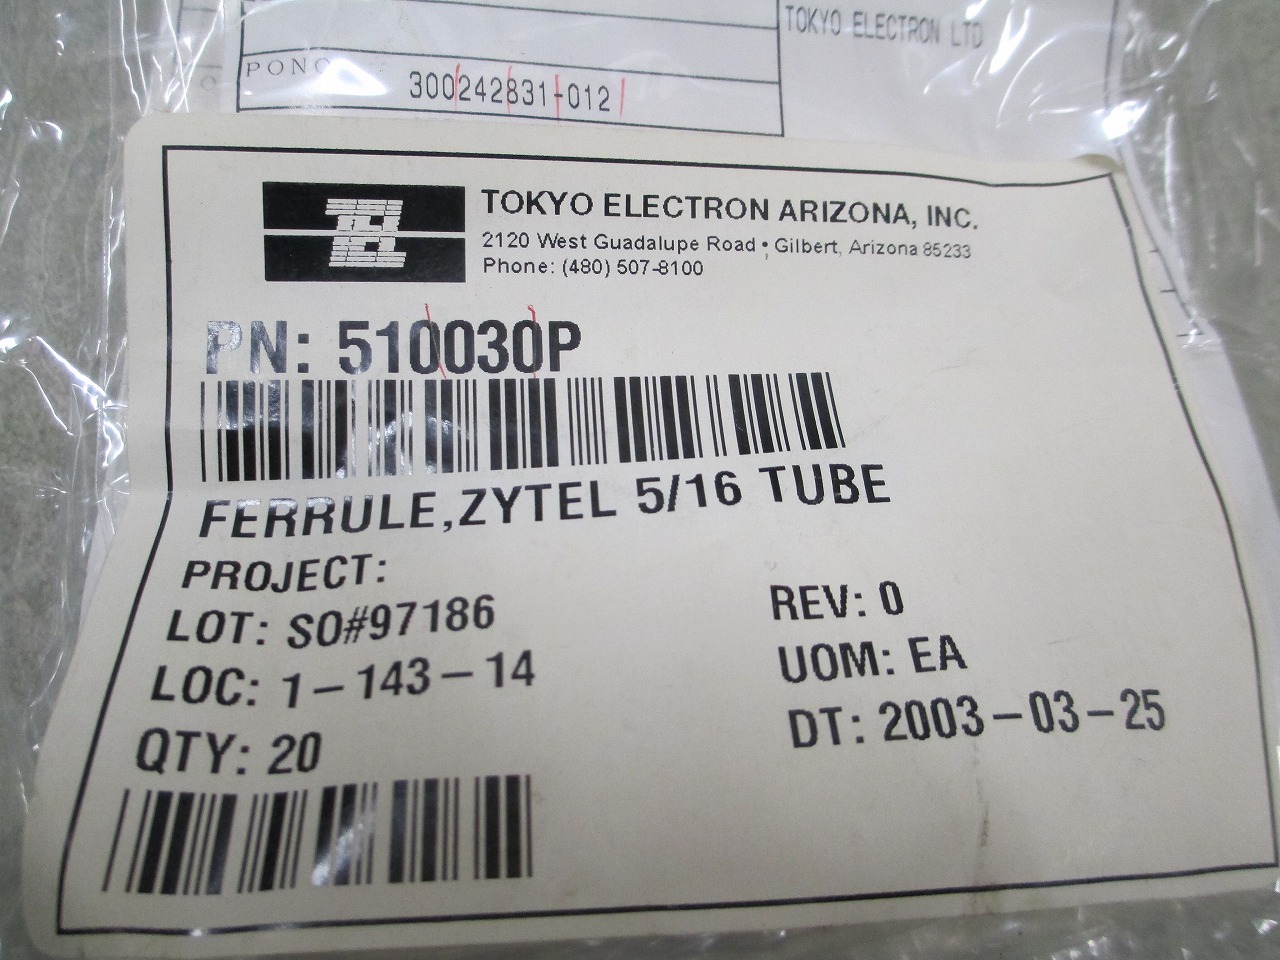 TOKYO ELECTRON LTD
PONO
300242831-012
TEL
TOKYO ELECTRON ARIZONA, INC.
2120 West Guadalupe Road • Gilbert, Arizona 85233
Phone: (480) 507-8100
PN: 510030P
FERRULE,ZYTEL 5/16 TUBE
PROJECT:
LOT: SO#97186
REV: 0
LOC: 1-143-14
UOM: EA
QTY: 20
DT: 2003-03-25